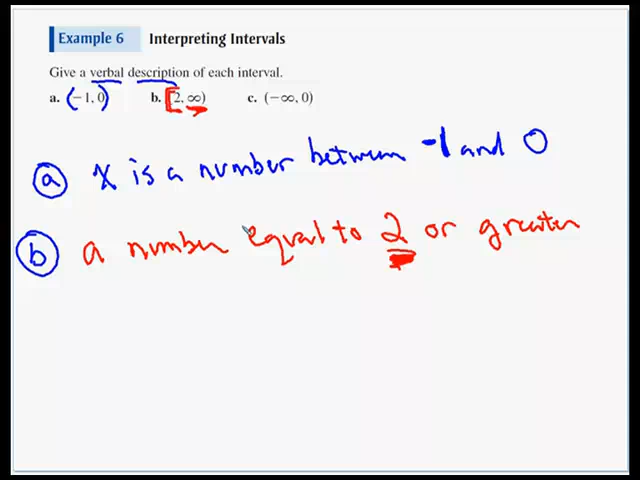 Example 6 Interpreting Intervals
Give a verbal description of each interval.
a. (−1, 0) b. [2, ∞) c. (−∞, 0)
a x is a number between -1 and 0
b a number equal to 2 or greater